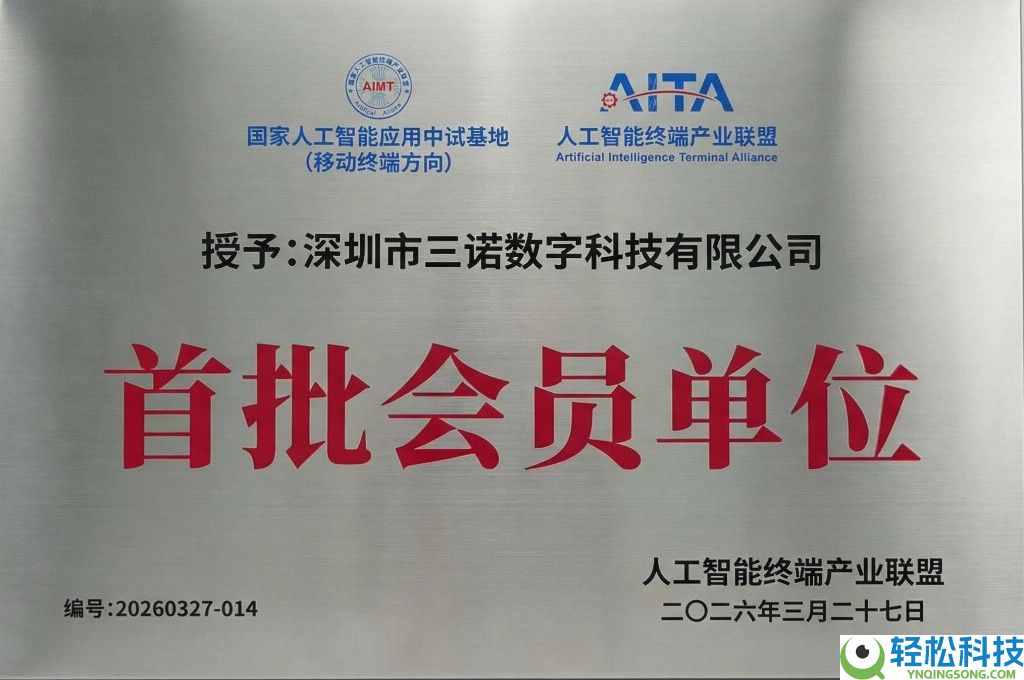 AIMT
AITA
国家人工智能应用中试基地
(移动终端方向)
人工智能终端产业联盟
Artificial Intelligence Terminal Alliance
授予:深圳市三诺数字科技有限公司
首批会员单位
人工智能终端产业联盟
编号:20260327-014
二〇二六年三月二十七日
轻松科技
YNQINGSONG.COM